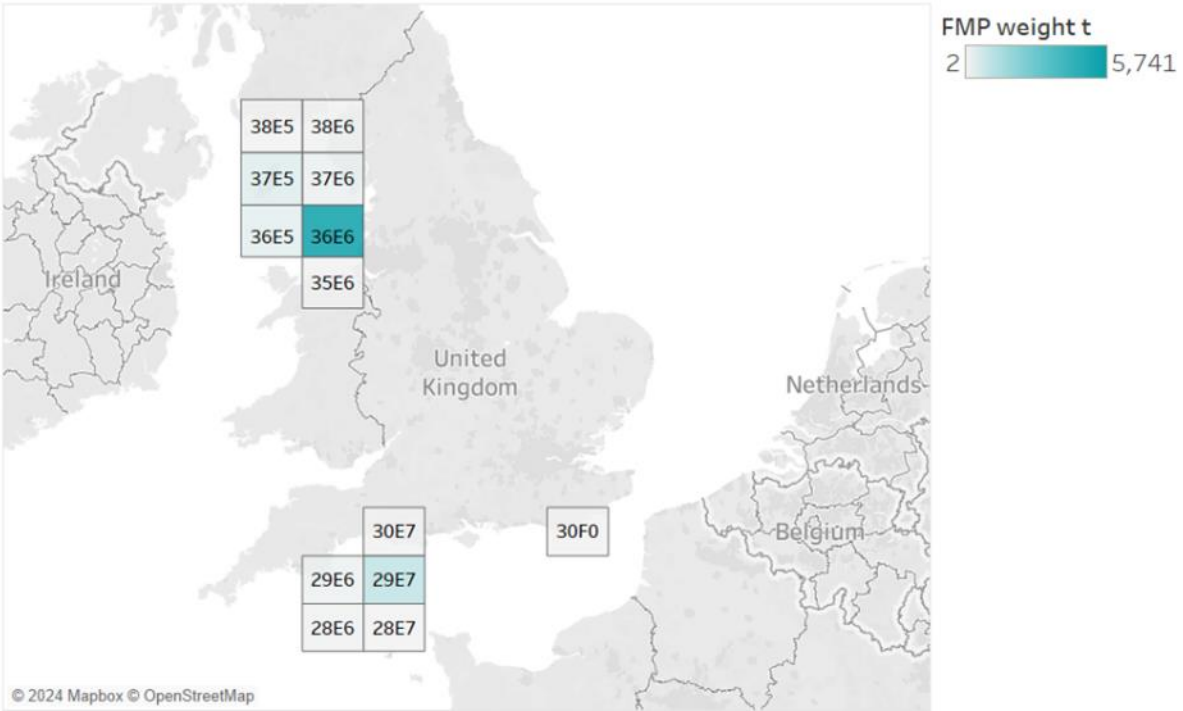 FMP weight t
2 5,741
38E5 38E6
37E5 37E6
36E5 36E6
Ireland
35E6
United
Kingdom
Netherlands
30E7 30F0
Belgium
29E6 29E7
28E6 28E7
© 2024 Mapbox © OpenStreetMap